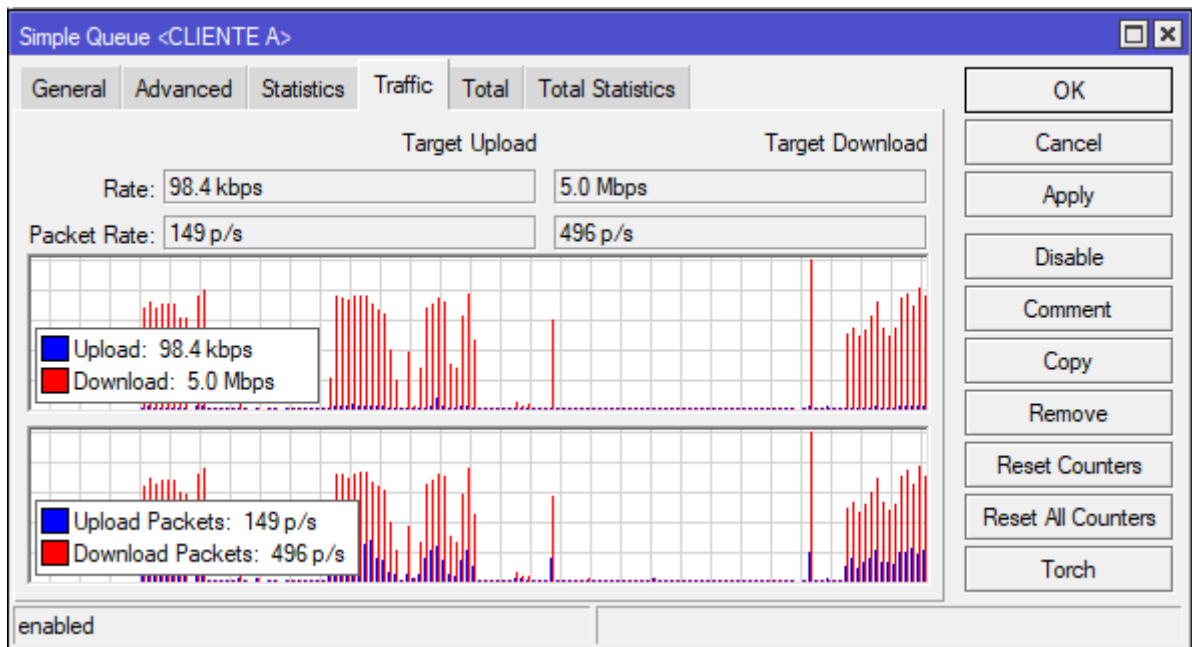 Simple Queue <CLIENTE A>
General Advanced Statistics Traffic Total Total Statistics
Target Upload Target Download
Rate: 98.4 kbps 5.0 Mbps
Packet Rate: 149 p/s 496 p/s
Upload: 98.4 kbps
Download: 5.0 Mbps
Upload Packets: 149 p/s
Download Packets: 496 p/s
enabled
OK
Cancel
Apply
Disable
Comment
Copy
Remove
Reset Counters
Reset All Counters
Torch